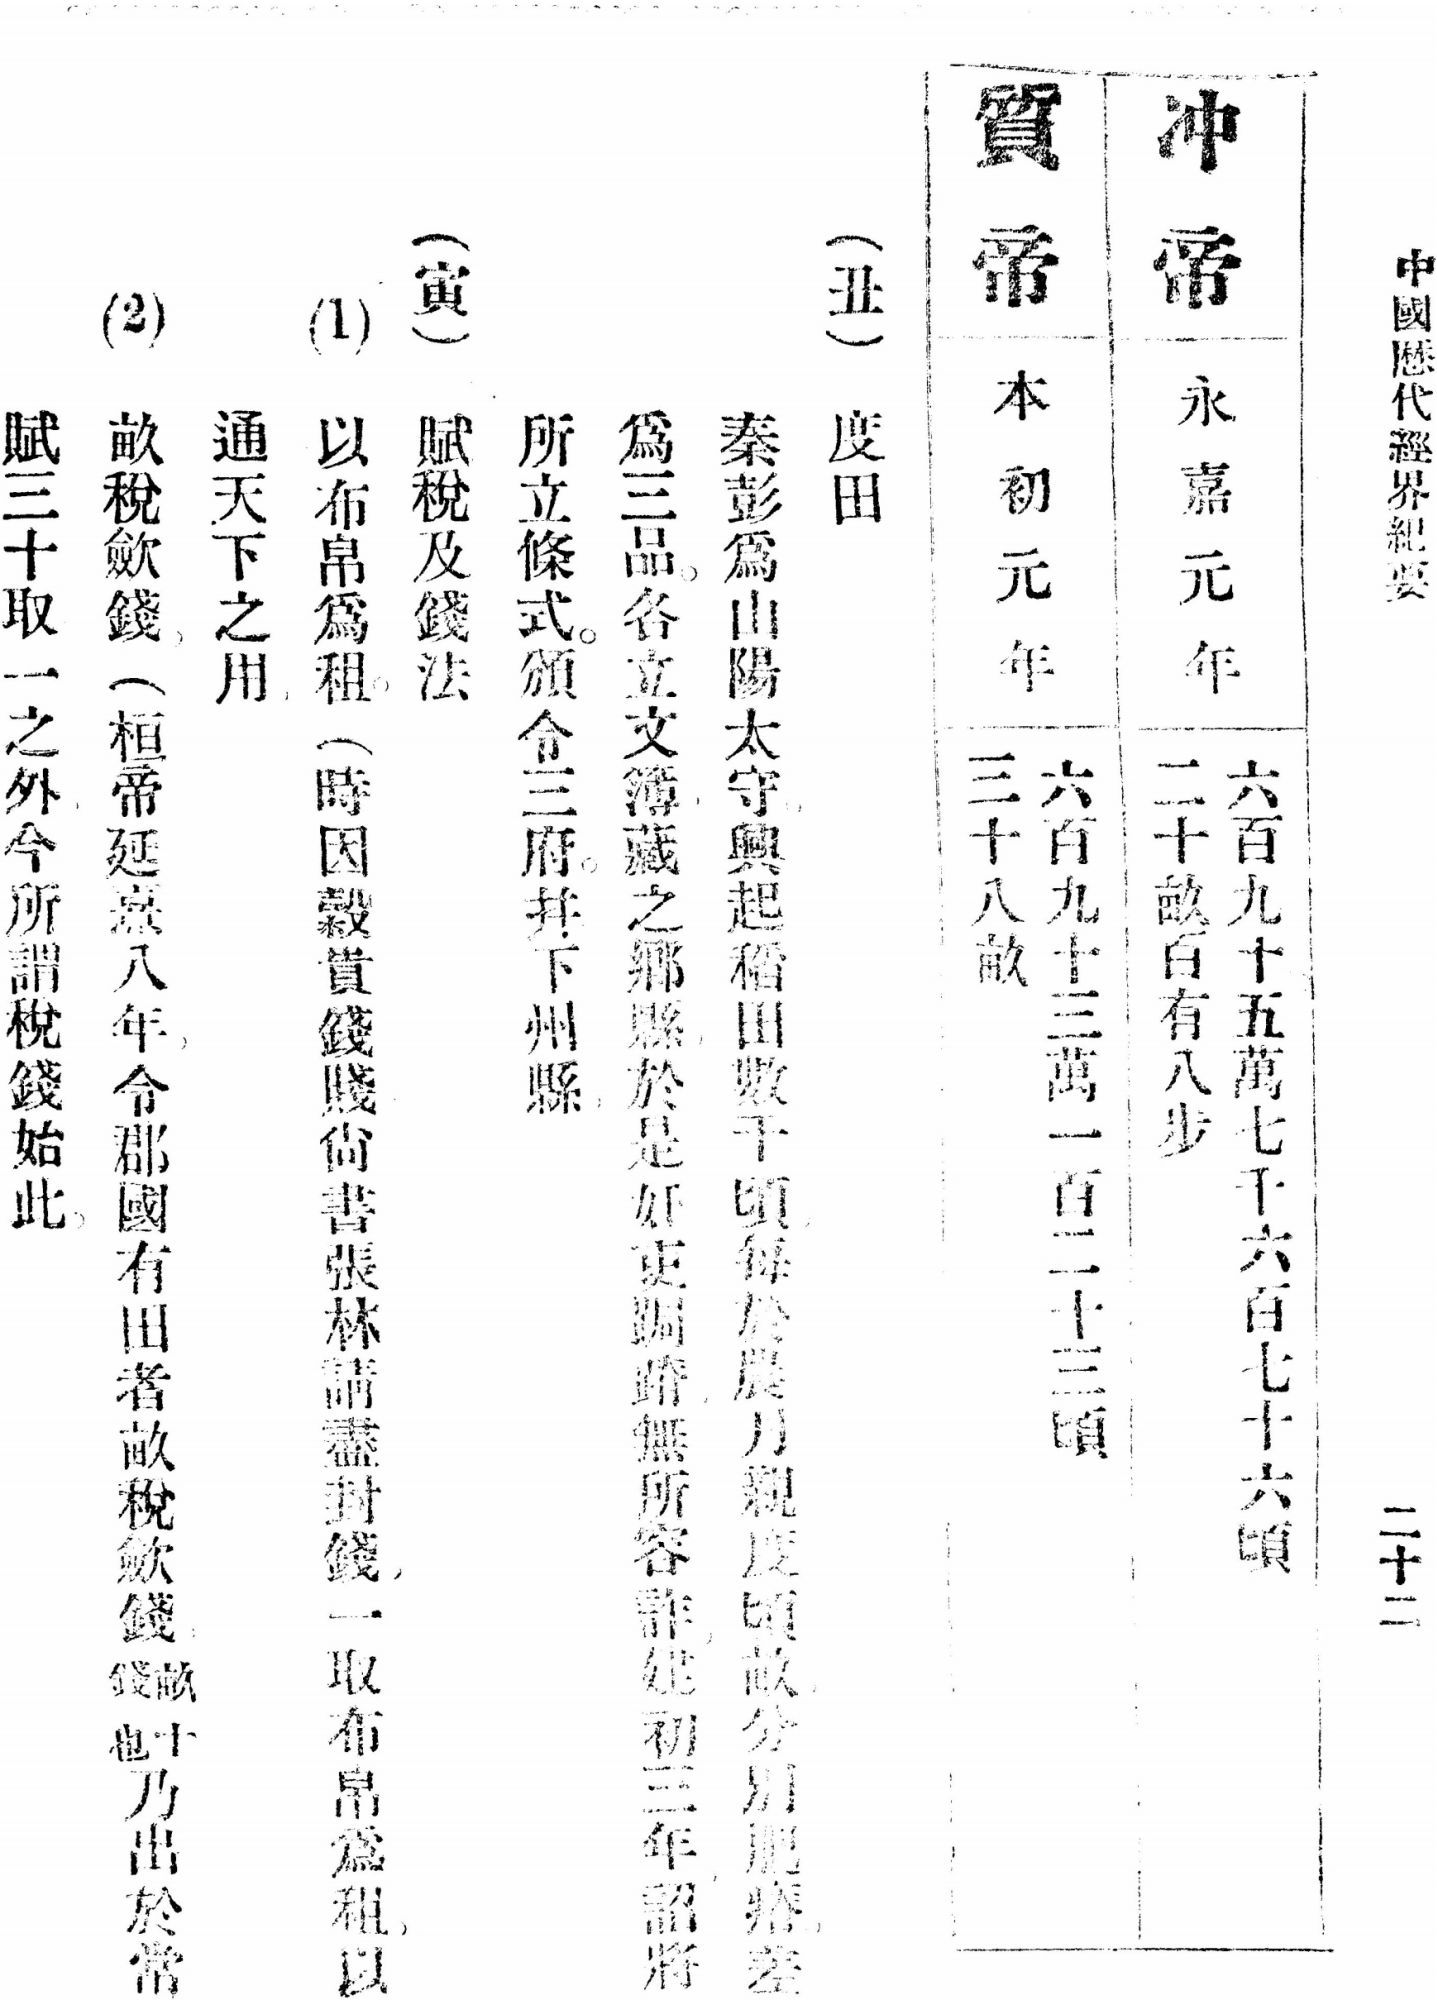 中國歷代經界紀要
二十二
冲帝 永嘉元年 六百九十五萬七千六百七十六頃
二十畝百有八步
質帝 本初元年 六百九十三萬一百二十三頃
三十八畝
（丑） 度田
秦彭爲山陽太守，興起稻田數千頃，每於農月親度頃畝，分別肥瘠，差
爲三品。各立文簿，藏之鄉縣，於是奸吏跼蹐，無所容詐，建初三年，詔將
所立條式。頒令三府。幷下州縣，
（寅） 賦稅及錢法
(1) 以布帛爲租。（時因穀貴錢賤，尙書張林請盡封錢，一取布帛爲租，以
通天下之用，
(2) 畝稅歛錢，（桓帝延熹八年，令郡國有田者畝稅歛錢，畝十錢也乃出於常
賦三十取一之外，今所謂稅錢始此。